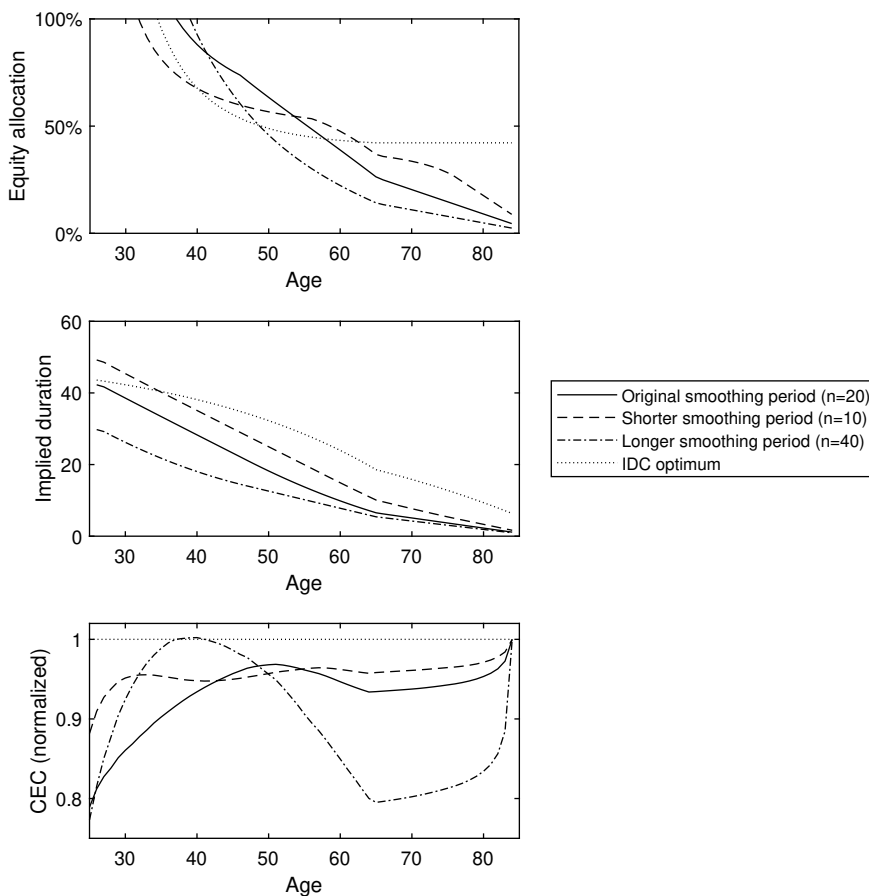 100%
50%
0%
Equity allocation
30 40 50 60 70 80
Age
60
40
20
0
Implied duration
30 40 50 60 70 80
Age
Original smoothing period (n=20)
Shorter smoothing period (n=10)
Longer smoothing period (n=40)
IDC optimum
1
0.9
0.8
CEC (normalized)
30 40 50 60 70 80
Age